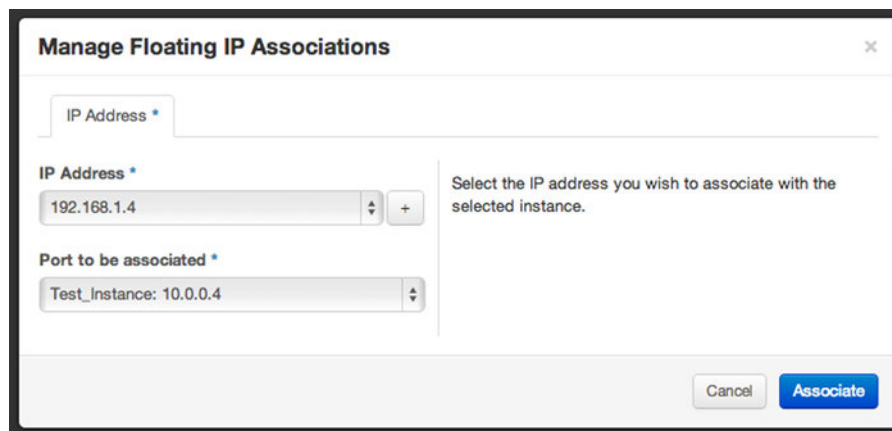 Manage Floating IP Associations
×
IP Address *
IP Address *
192.168.1.4
+
Select the IP address you wish to associate with the
selected instance.
Port to be associated *
Test_Instance: 10.0.0.4
Cancel
Associate